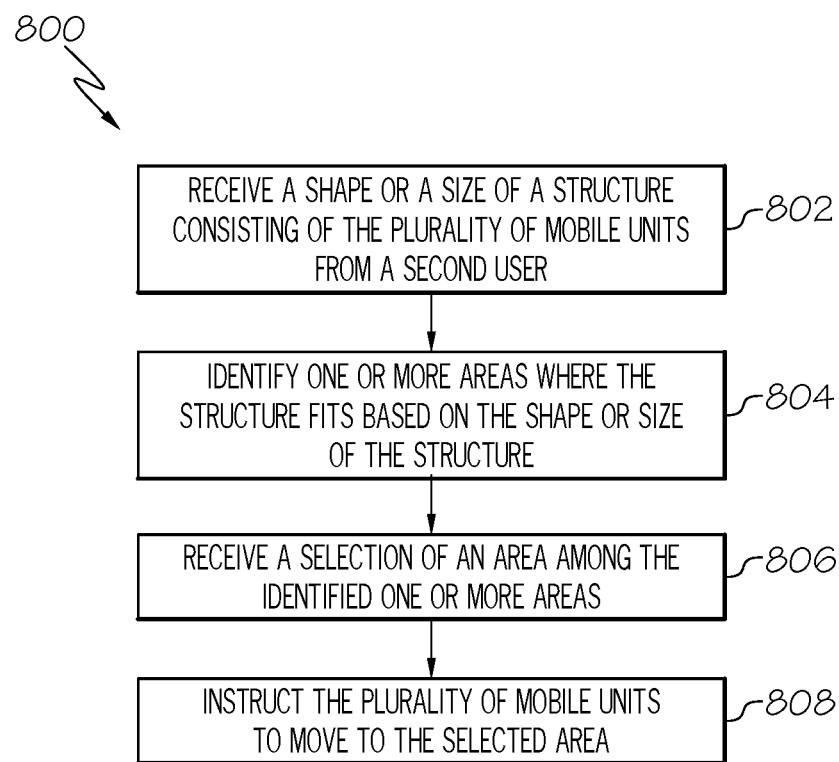 800
RECEIVE A SHAPE OR A SIZE OF A STRUCTURE
CONSISTING OF THE PLURALITY OF MOBILE UNITS
FROM A SECOND USER
802
IDENTIFY ONE OR MORE AREAS WHERE THE
STRUCTURE FITS BASED ON THE SHAPE OR SIZE
OF THE STRUCTURE
804
RECEIVE A SELECTION OF AN AREA AMONG THE
IDENTIFIED ONE OR MORE AREAS
806
INSTRUCT THE PLURALITY OF MOBILE UNITS
TO MOVE TO THE SELECTED AREA
808